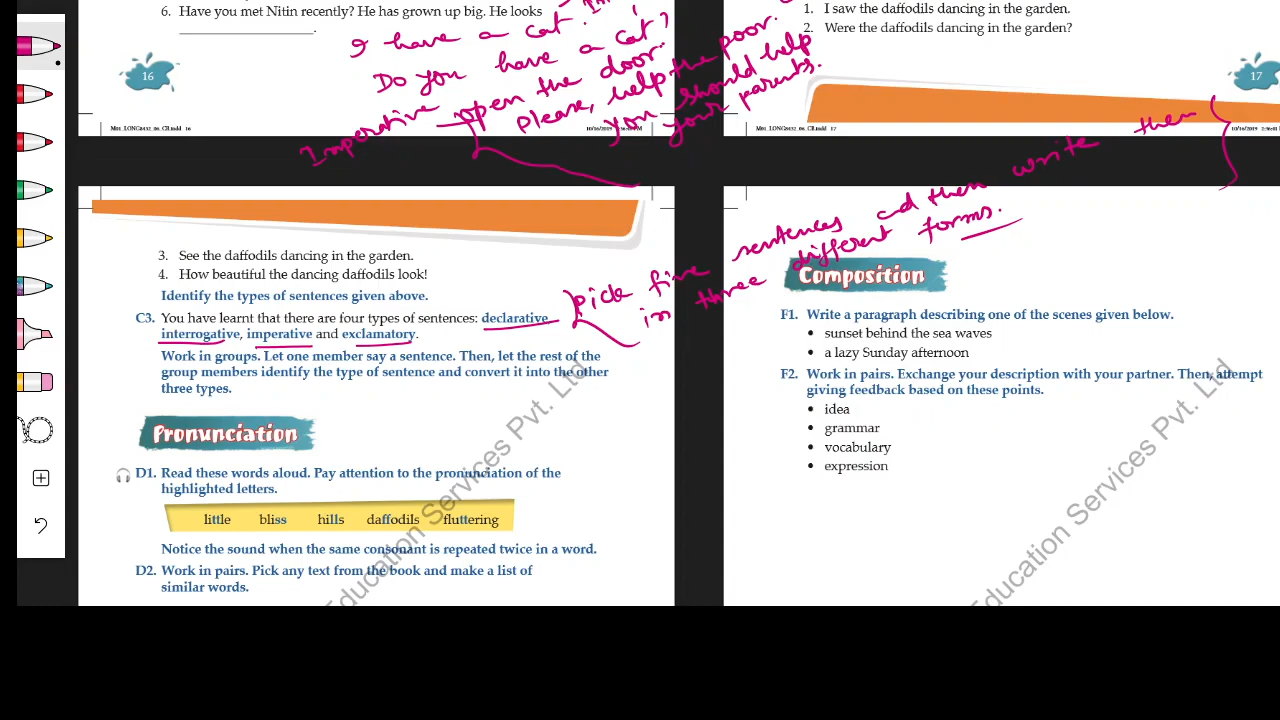 6. Have you met Nitin recently? He has grown up big. He looks
____________________________.
16
M01_LONG8432_06_C8.indd 16
I have a cat.
Do you have a cat?
Imperative open the door.
please, help the poor.
you should help
your parents.
1. I saw the daffodils dancing in the garden.
2. Were the daffodils dancing in the garden?
17
M01_LONG8432_06_C8.indd 17
3. See the daffodils dancing in the garden.
4. How beautiful the dancing daffodils look!
Identify the types of sentences given above.
C3. You have learnt that there are four types of sentences: declarative,
interrogative, imperative and exclamatory.
Work in groups. Let one member say a sentence. Then, let the rest of the
group members identify the type of sentence and convert it into the other
three types.
Pronunciation
D1. Read these words aloud. Pay attention to the pronunciation of the
highlighted letters.
little bliss hills daffodils fluttering
Notice the sound when the same consonant is repeated twice in a word.
D2. Work in pairs. Pick any text from the book and make a list of
similar words.
Education Services Pvt. Ltd
pick five sentences and then write them
in three different forms.
Composition
F1. Write a paragraph describing one of the scenes given below.
• sunset behind the sea waves
• a lazy Sunday afternoon
F2. Work in pairs. Exchange your description with your partner. Then, attempt
giving feedback based on these points.
• idea
• grammar
• vocabulary
• expression
Education Services Pvt. Ltd